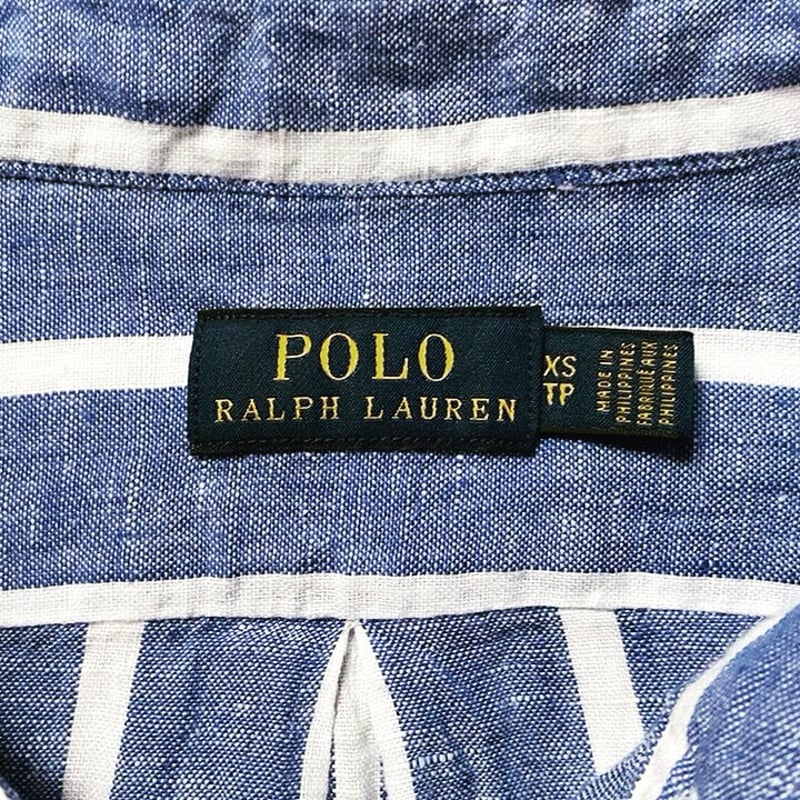 POLO
RALPH LAUREN
XS
TP
MADE IN
PHILIPPINES
FABRIQUÉ AUX
PHILIPPINES